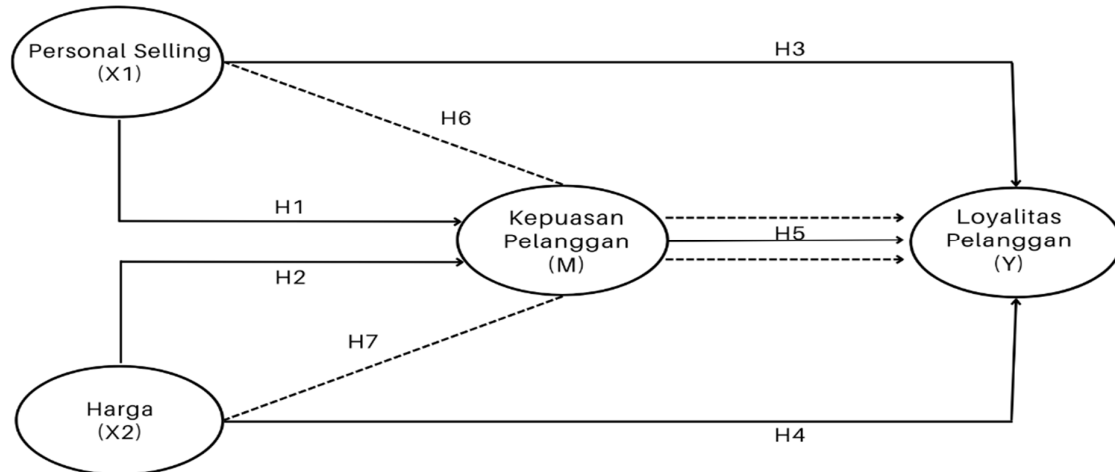 Personal Selling
(X1)
H3
H6
H1
Kepuasan
Pelanggan
(M)
H5
Loyalitas
Pelanggan
(Y)
H2
H7
Harga
(X2)
H4